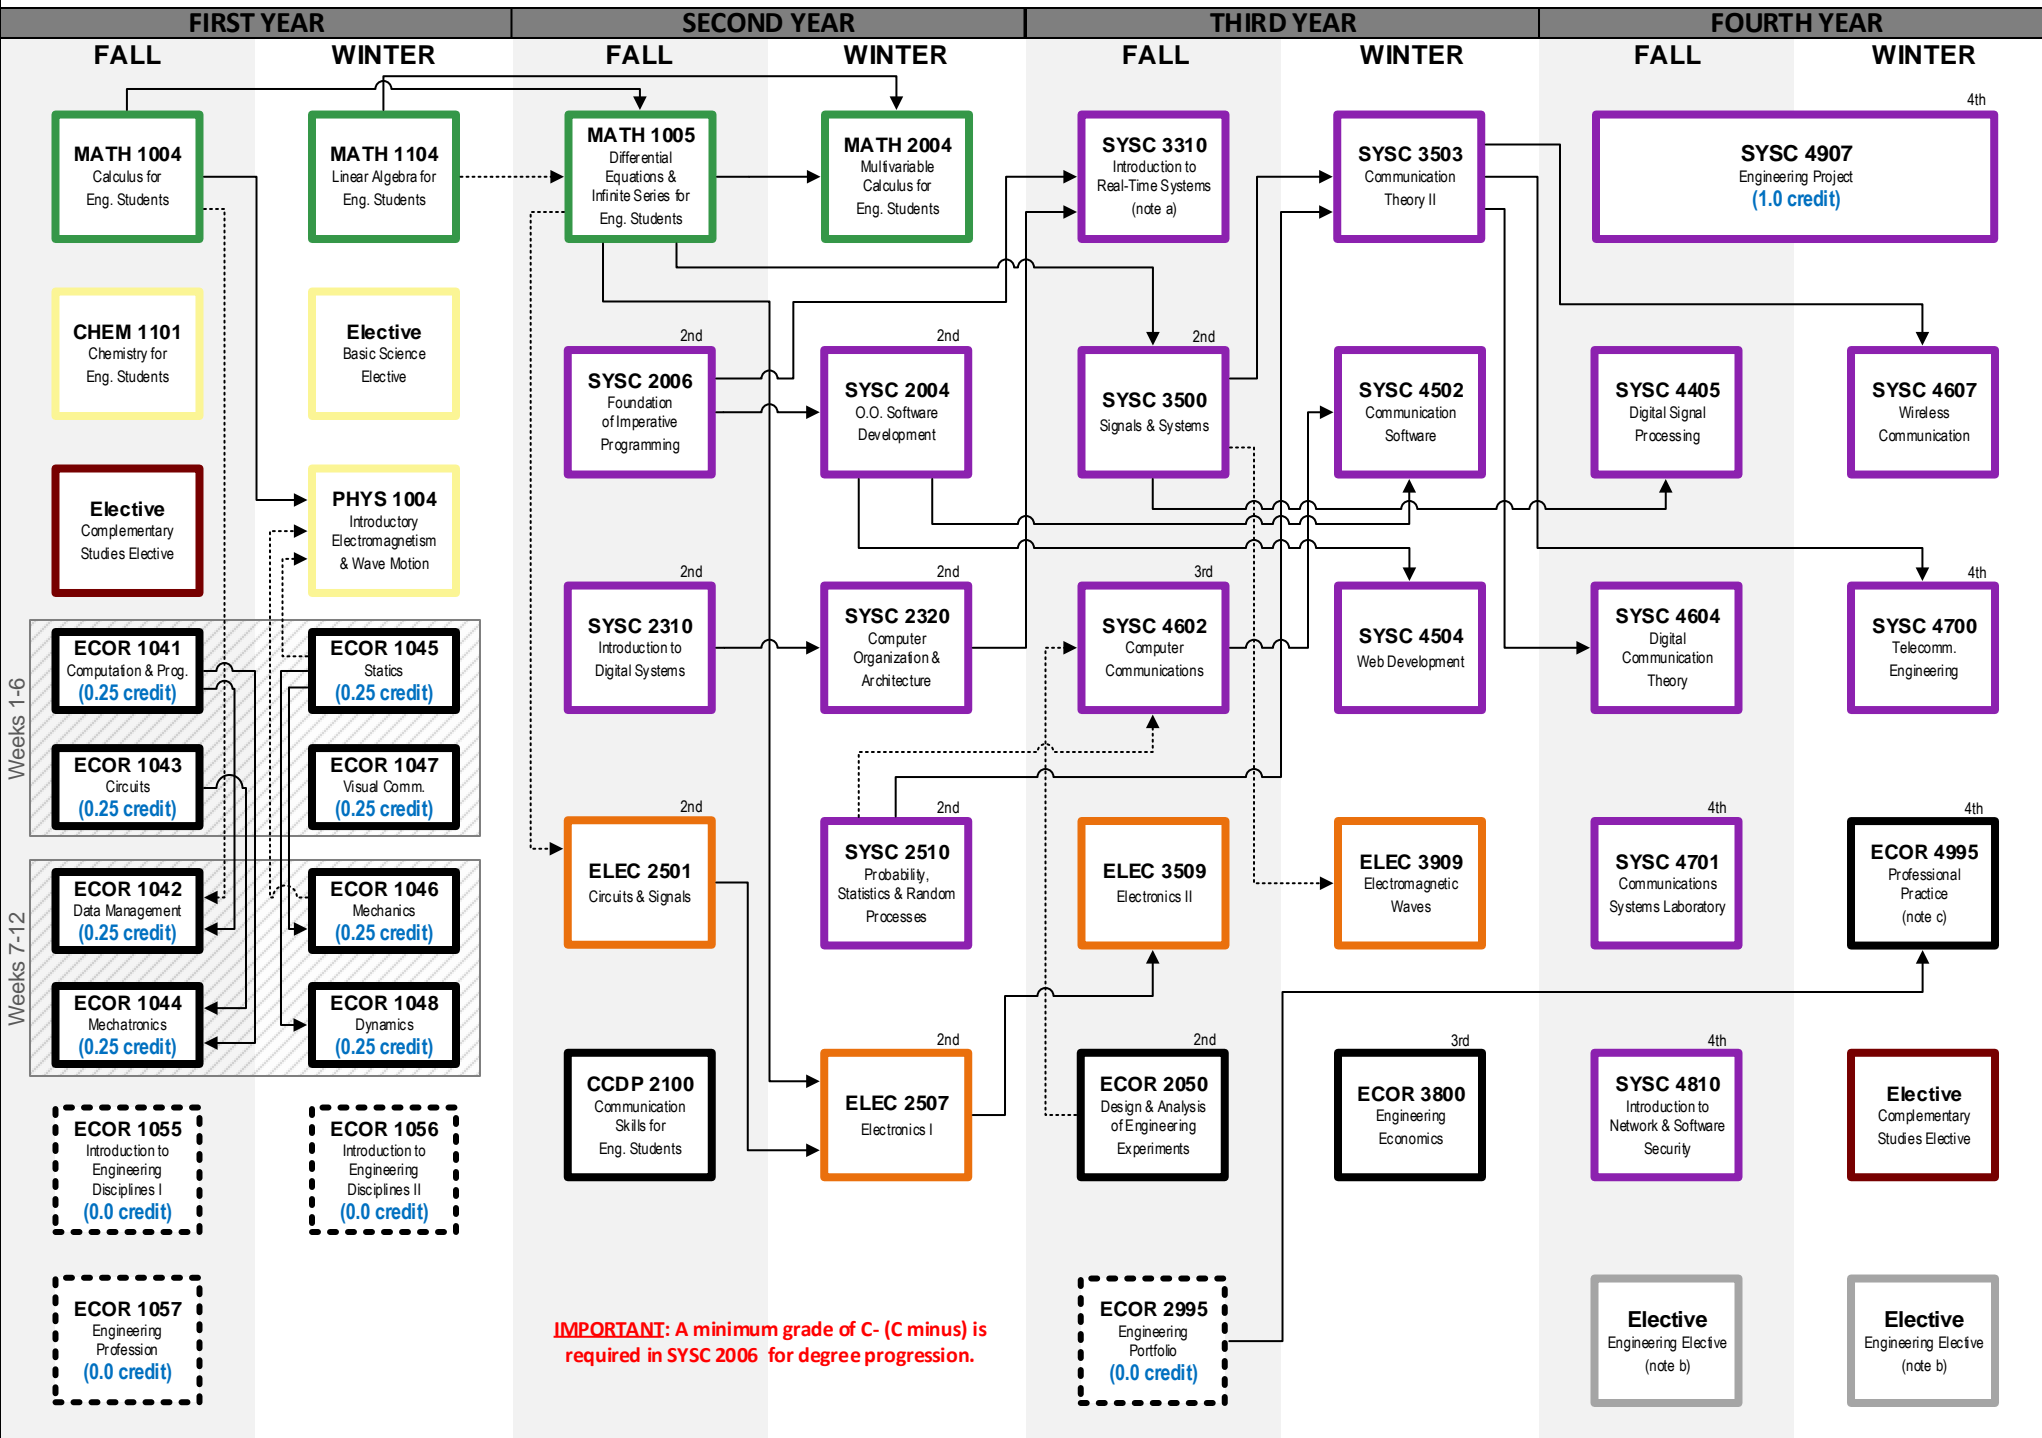 FIRST YEAR
SECOND YEAR
THIRD YEAR
FOURTH YEAR
FALL
WINTER
FALL
WINTER
FALL
WINTER
FALL
WINTER
MATH 1004
Calculus for
Eng. Students
MATH 1104
Linear Algebra for
Eng. Students
MATH 1005
Differential
Equations &
Infinite Series for
Eng. Students
MATH 2004
Multivariable
Calculus for
Eng. Students
SYSC 3310
Introduction to
Real-Time Systems
(note a)
SYSC 3503
Communication
Theory II
4th
SYSC 4907
Engineering Project
(1.0 credit)
CHEM 1101
Chemistry for
Eng. Students
Elective
Basic Science
Elective
2nd
SYSC 2006
Foundation
of Imperative
Programming
2nd
SYSC 2004
O.O. Software
Development
2nd
SYSC 3500
Signals & Systems
SYSC 4502
Communication
Software
SYSC 4405
Digital Signal
Processing
SYSC 4607
Wireless
Communication
Elective
Complementary
Studies Elective
PHYS 1004
Introductory
Electromagnetism
& Wave Motion
2nd
SYSC 2310
Introduction to
Digital Systems
2nd
SYSC 2320
Computer
Organization &
Architecture
3rd
SYSC 4602
Computer
Communications
SYSC 4504
Web Development
SYSC 4604
Digital
Communication
Theory
4th
SYSC 4700
Telecomm.
Engineering
Weeks 1-6
ECOR 1041
Computation & Prog.
(0.25 credit)
ECOR 1045
Statics
(0.25 credit)
ECOR 1043
Circuits
(0.25 credit)
ECOR 1047
Visual Comm.
(0.25 credit)
2nd
ELEC 2501
Circuits & Signals
2nd
SYSC 2510
Probability,
Statistics & Random
Processes
ELEC 3509
Electronics II
ELEC 3909
Electromagnetic
Waves
4th
SYSC 4701
Communications
Systems Laboratory
4th
ECOR 4995
Professional
Practice
(note c)
Weeks 7-12
ECOR 1042
Data Management
(0.25 credit)
ECOR 1046
Mechanics
(0.25 credit)
ECOR 1044
Mechatronics
(0.25 credit)
ECOR 1048
Dynamics
(0.25 credit)
CCDP 2100
Communication
Skills for
Eng. Students
2nd
ELEC 2507
Electronics I
2nd
ECOR 2050
Design & Analysis
of Engineering
Experiments
3rd
ECOR 3800
Engineering
Economics
4th
SYSC 4810
Introduction to
Network & Software
Security
Elective
Complementary
Studies Elective
ECOR 1055
Introduction to
Engineering
Disciplines I
(0.0 credit)
ECOR 1056
Introduction to
Engineering
Disciplines II
(0.0 credit)
ECOR 1057
Engineering
Profession
(0.0 credit)
IMPORTANT: A minimum grade of C- (C minus) is
required in SYSC 2006 for degree progression.
ECOR 2995
Engineering
Portfolio
(0.0 credit)
Elective
Engineering Elective
(note b)
Elective
Engineering Elective
(note b)